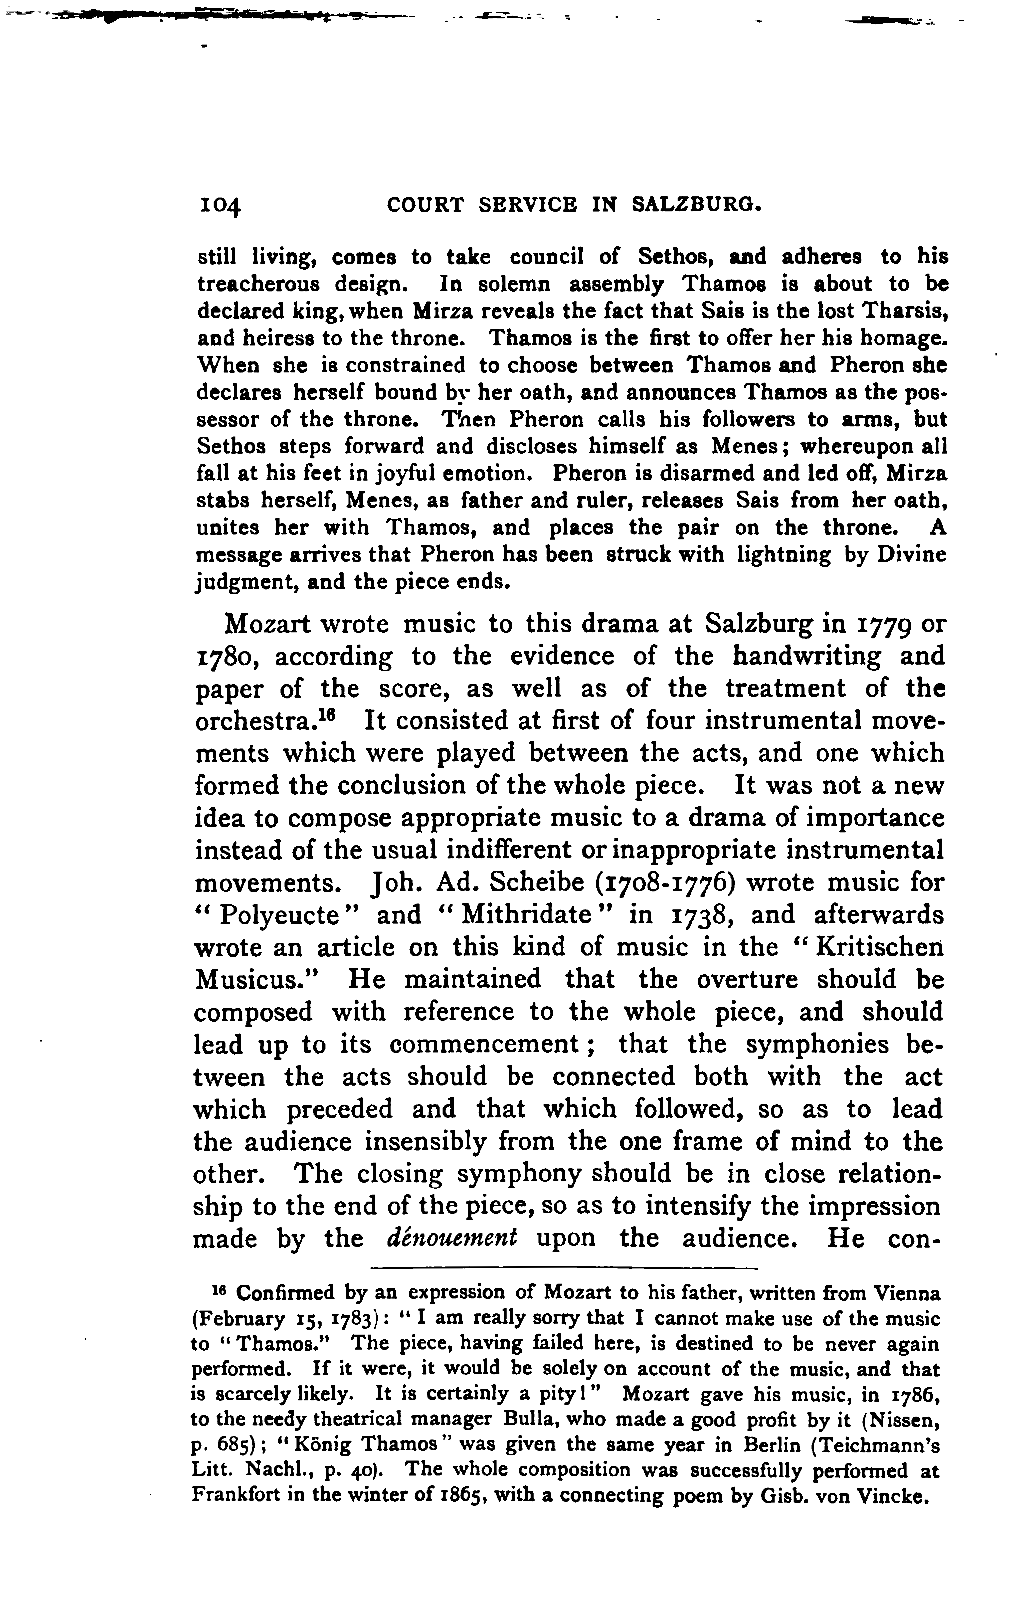 104 COURT SERVICE IN SALZBURG.
still living, comes to take council of Sethos, and adheres to his
treacherous design. In solemn assembly Thamos is about to be
declared king, when Mirza reveals the fact that Sais is the lost Tharsis,
and heiress to the throne. Thamos is the first to offer her his homage.
When she is constrained to choose between Thamos and Pheron she
declares herself bound by her oath, and announces Thamos as the pos-
sessor of the throne. Then Pheron calls his followers to arms, but
Sethos steps forward and discloses himself as Menes; whereupon all
fall at his feet in joyful emotion. Pheron is disarmed and led off, Mirza
stabs herself, Menes, as father and ruler, releases Sais from her oath,
unites her with Thamos, and places the pair on the throne. A
message arrives that Pheron has been struck with lightning by Divine
judgment, and the piece ends.
Mozart wrote music to this drama at Salzburg in 1779 or
1780, according to the evidence of the handwriting and
paper of the score, as well as of the treatment of the
orchestra.¹⁶ It consisted at first of four instrumental move-
ments which were played between the acts, and one which
formed the conclusion of the whole piece. It was not a new
idea to compose appropriate music to a drama of importance
instead of the usual indifferent or inappropriate instrumental
movements. Joh. Ad. Scheibe (1708-1776) wrote music for
"Polyeucte" and "Mithridate" in 1738, and afterwards
wrote an article on this kind of music in the "Kritischen
Musicus." He maintained that the overture should be
composed with reference to the whole piece, and should
lead up to its commencement; that the symphonies be-
tween the acts should be connected both with the act
which preceded and that which followed, so as to lead
the audience insensibly from the one frame of mind to the
other. The closing symphony should be in close relation-
ship to the end of the piece, so as to intensify the impression
made by the dénouement upon the audience. He con-
¹⁶ Confirmed by an expression of Mozart to his father, written from Vienna
(February 15, 1783): "I am really sorry that I cannot make use of the music
to "Thamos." The piece, having failed here, is destined to be never again
performed. If it were, it would be solely on account of the music, and that
is scarcely likely. It is certainly a pity!" Mozart gave his music, in 1786,
to the needy theatrical manager Bulla, who made a good profit by it (Nissen,
p. 685); "König Thamos" was given the same year in Berlin (Teichmann's
Litt. Nachl., p. 40). The whole composition was successfully performed at
Frankfort in the winter of 1865, with a connecting poem by Gisb. von Vincke.